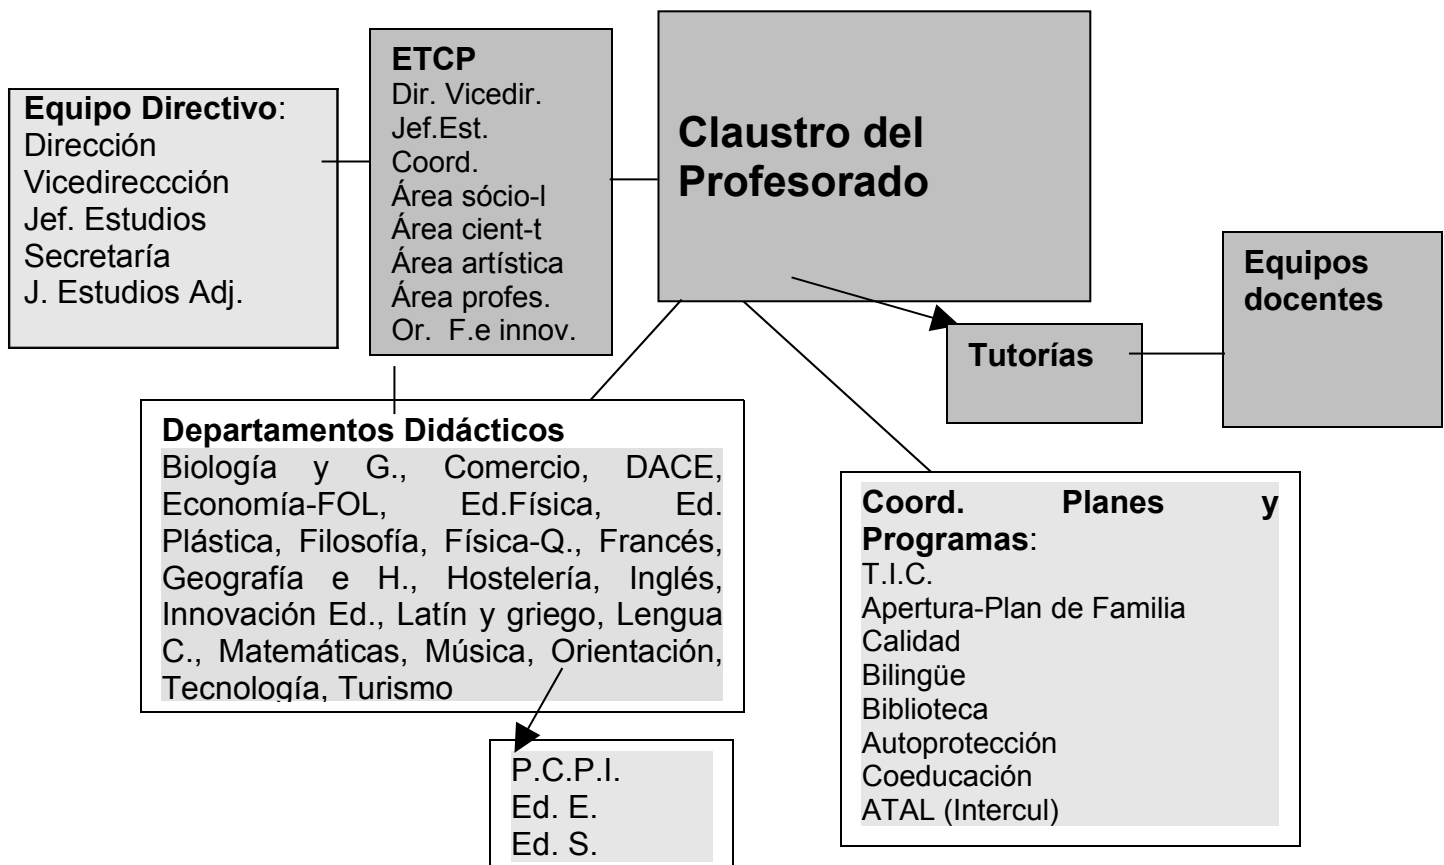 Equipo Directivo:
Dirección
Vicedireccción
Jef. Estudios
Secretaría
J. Estudios Adj.
ETCP
Dir. Vicedir.
Jef.Est.
Coord.
Área sócio-l
Área cient-t
Área artística
Área profes.
Or. F.e innov.
Claustro del
Profesorado
Equipos
docentes
Tutorías
Departamentos Didácticos
Biología y G., Comercio, DACE,
Economía-FOL, Ed.Física, Ed.
Plástica, Filosofía, Física-Q., Francés,
Geografía e H., Hostelería, Inglés,
Innovación Ed., Latín y griego, Lengua
C., Matemáticas, Música, Orientación,
Tecnología, Turismo
Coord. Planes y
Programas:
T.I.C.
Apertura-Plan de Familia
Calidad
Bilingüe
Biblioteca
Autoprotección
Coeducación
ATAL (Intercul)
P.C.P.I.
Ed. E.
Ed. S.